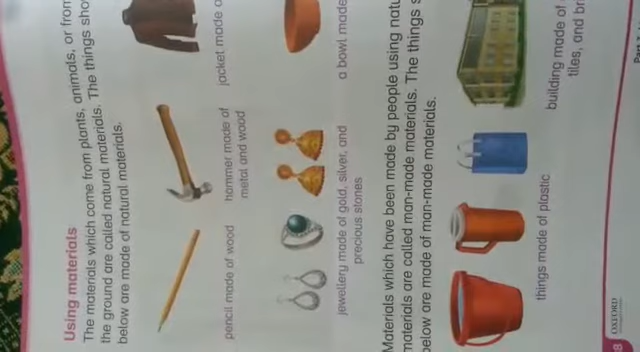 Using materials
The materials which come from plants, animals, or from
the ground are called natural materials. The things
below are made of natural materials.
pencil made of wood
hammer made of
metal and wood
jacket made
jewellery made of gold, silver, and
precious stones
a bowl made
Materials which have been made by people using
materials are called man-made materials. The things
below are made of man-made materials.
things made of plastic
building made of
tiles, and
8
OXFORD